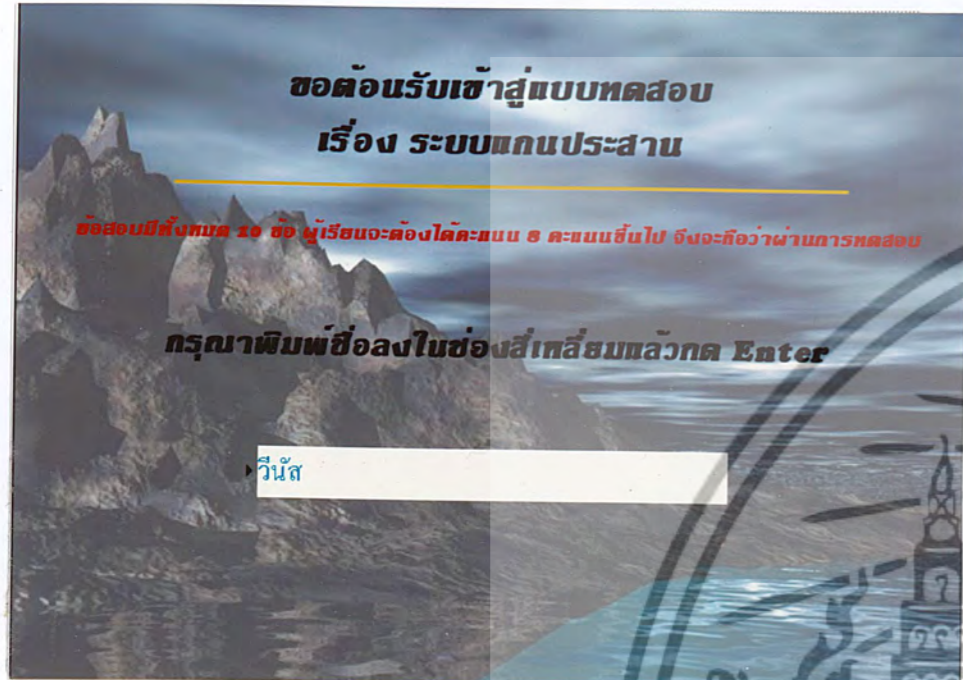 ขอต้อนรับเข้าสู่แบบทดสอบ
เรื่อง ระบบแกนประสาน
ข้อสอบมีทั้งหมด 10 ข้อ ผู้เรียนจะต้องได้คะแนน 8 คะแนนขึ้นไป จึงจะถือว่าผ่านการทดสอบ
กรุณาพิมพ์ชื่อลงในช่องสี่เหลี่ยมแล้วกด Enter
วีนัส